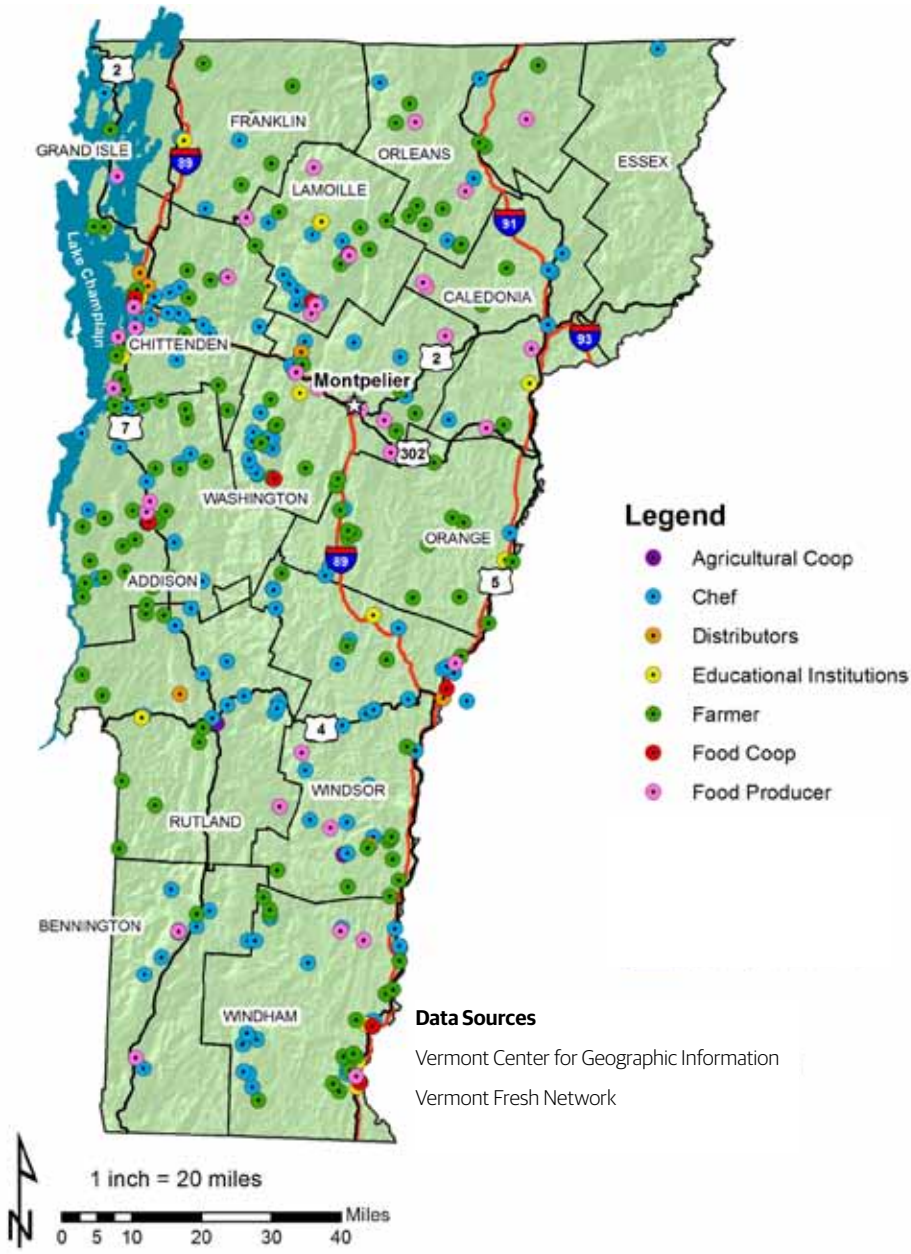 2
FRANKLIN
GRAND ISLE
89
ORLEANS
ESSEX
LAMOILLE
91
Lake Champlain
CALEDONIA
CHITTENDEN
93
2
Montpelier
7
302
WASHINGTON
ORANGE
89
ADDISON
5
4
WINDSOR
RUTLAND
BENNINGTON
WINDHAM
Legend
Agricultural Coop
Chef
Distributors
Educational Institutions
Farmer
Food Coop
Food Producer
Data Sources
Vermont Center for Geographic Information
Vermont Fresh Network
N
1 inch = 20 miles
Miles
0 5 10 20 30 40